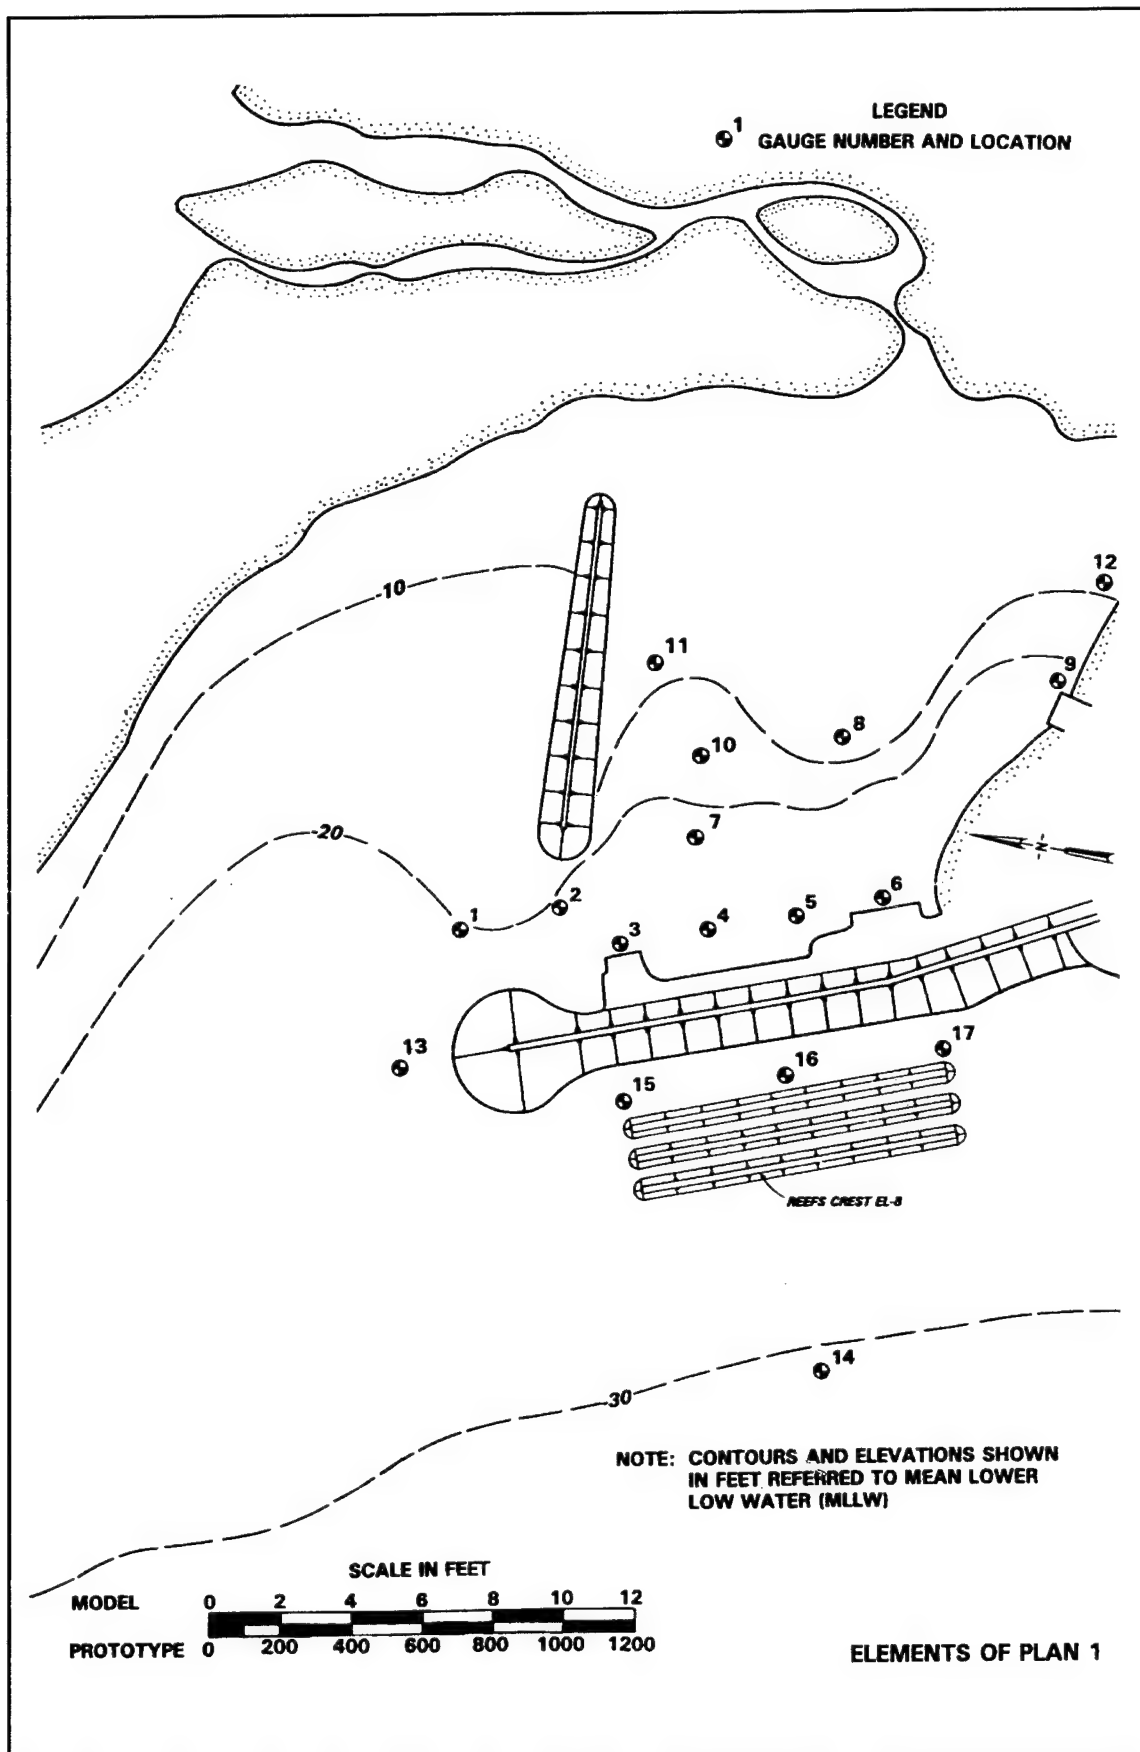 LEGEND
1 GAUGE NUMBER AND LOCATION
-10
12
11
9
8
10
-20
7
N
6
2
5
1
4
3
17
13
16
15
REEFS CREST EL-8
14
-30
NOTE: CONTOURS AND ELEVATIONS SHOWN
IN FEET REFERRED TO MEAN LOWER
LOW WATER (MLLW)
SCALE IN FEET
MODEL 0 2 4 6 8 10 12
PROTOTYPE 0 200 400 600 800 1000 1200
ELEMENTS OF PLAN 1